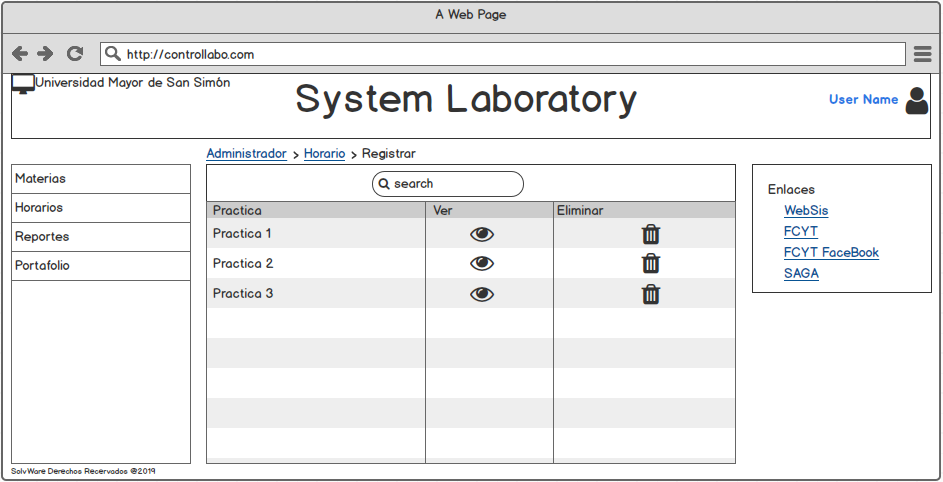 A Web Page
http://controllabo.com
Universidad Mayor de San Simón
System Laboratory
User Name
Administrador > Horario > Registrar
Materias
Horarios
Reportes
Portafolio
search
Practica Ver Eliminar
Practica 1
Practica 2
Practica 3
Enlaces
WebSis
FCYT
FCYT FaceBook
SAGA
SolvWare Derechos Recervados @2019